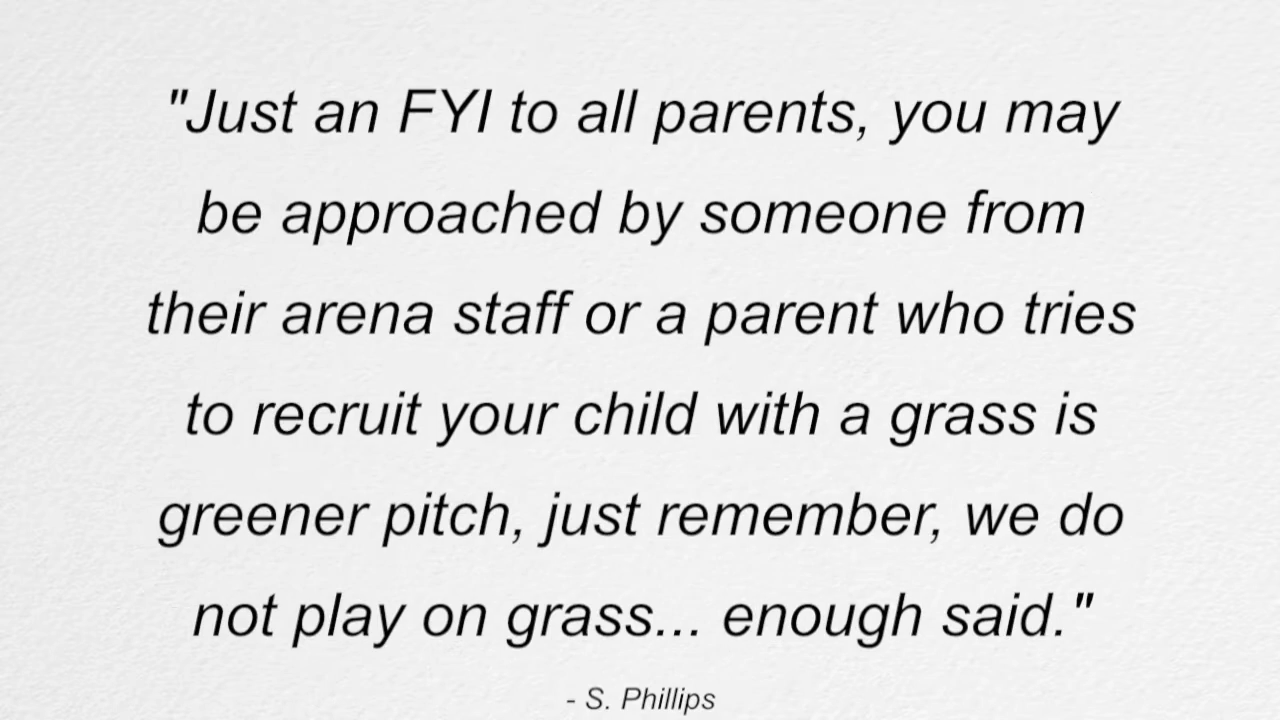 "Just an FYI to all parents, you may
be approached by someone from
their arena staff or a parent who tries
to recruit your child with a grass is
greener pitch, just remember, we do
not play on grass... enough said."
- S. Phillips